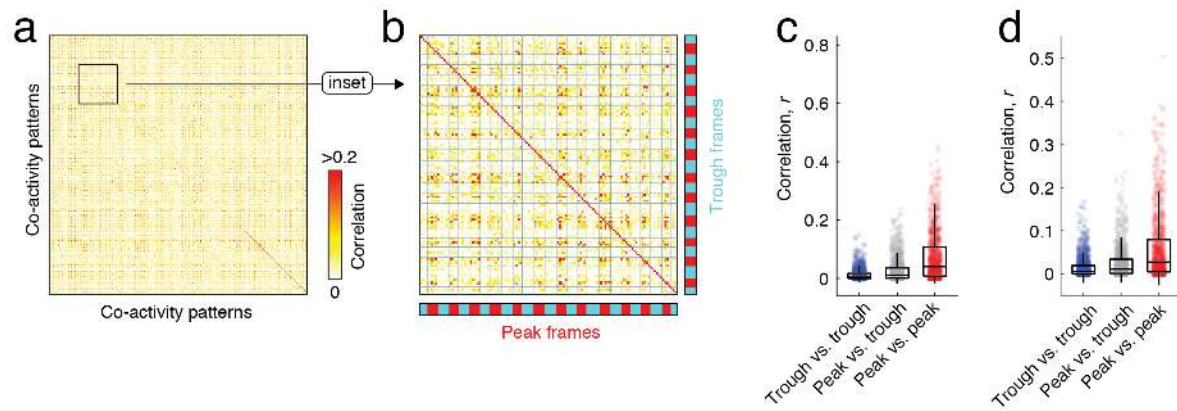 a
Co-activity patterns
Co-activity patterns
inset
>0.2
Correlation
0
b
Trough frames
Peak frames
c
Correlation, r
0.8
0.6
0.4
0.2
0
Trough vs. trough
Peak vs. trough
Peak vs. peak
d
Correlation, r
0.5
0.4
0.3
0.2
0.1
0
Trough vs. trough
Peak vs. trough
Peak vs. peak